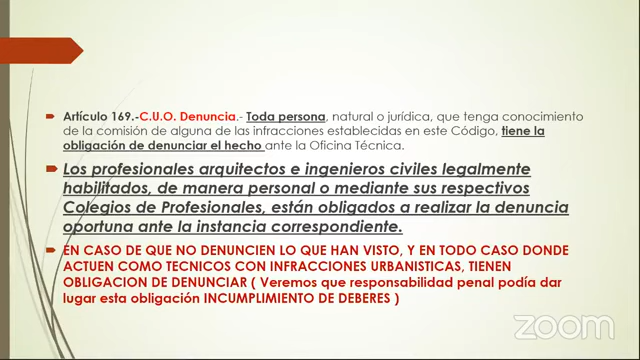 Artículo 169.-C.U.O. Denuncia.- Toda persona, natural o jurídica, que tenga conocimiento
de la comisión de alguna de las infracciones establecidas en este Código, tiene la
obligación de denunciar el hecho ante la Oficina Técnica.
Los profesionales arquitectos e ingenieros civiles legalmente
habilitados, de manera personal o mediante sus respectivos
Colegios de Profesionales, están obligados a realizar la denuncia
oportuna ante la instancia correspondiente.
EN CASO DE QUE NO DENUNCIEN LO QUE HAN VISTO, Y EN TODO CASO DONDE
ACTUEN COMO TECNICOS CON INFRACCIONES URBANISTICAS, TIENEN
OBLIGACION DE DENUNCIAR ( Veremos que responsabilidad penal podía dar
lugar esta obligación INCUMPLIMIENTO DE DEBERES )
zoom